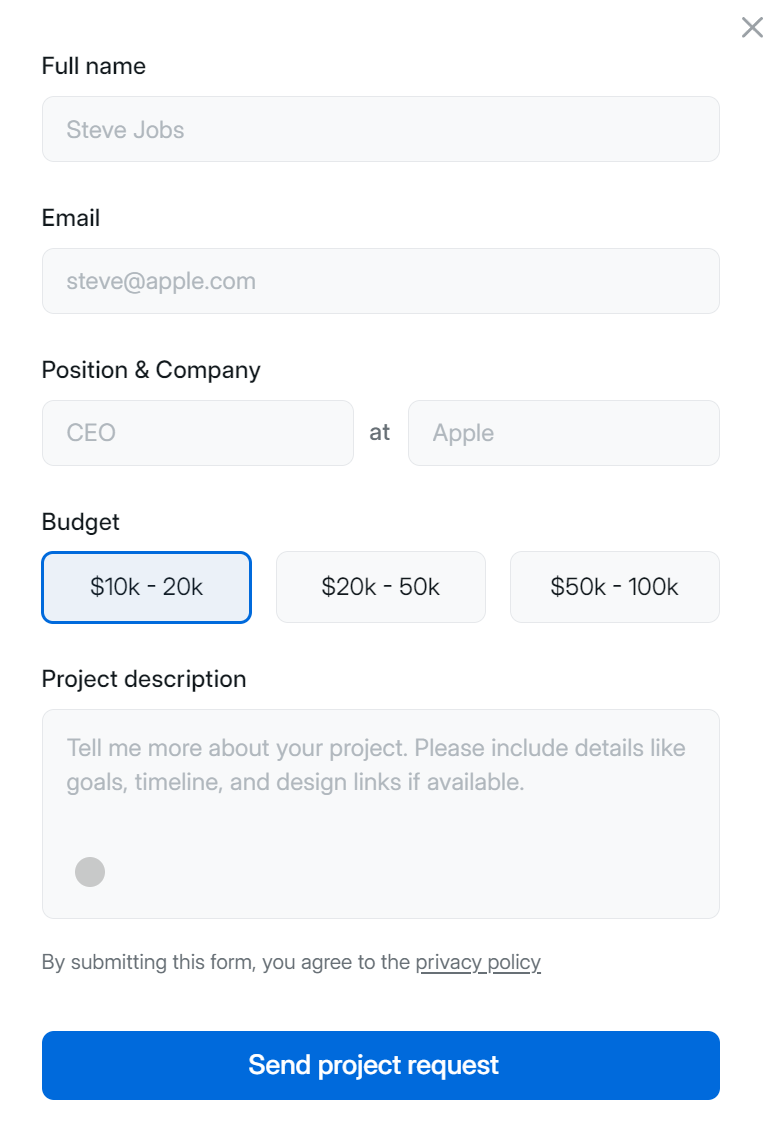 Full name
Steve Jobs
Email
steve@apple.com
Position & Company
CEO at Apple
Budget
$10k - 20k $20k - 50k $50k - 100k
Project description
Tell me more about your project. Please include details like
goals, timeline, and design links if available.
By submitting this form, you agree to the privacy policy
Send project request